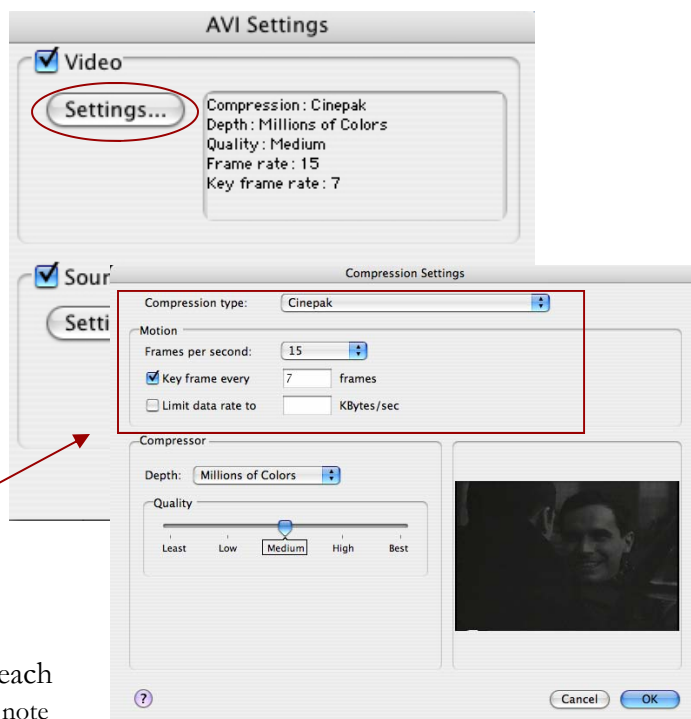 AVI Settings
Video
Settings...
Compression : Cinepak
Depth : Millions of Colors
Quality : Medium
Frame rate : 15
Key frame rate : 7
Sour
Setti
Compression Settings
Compression type: Cinepak
Motion
Frames per second: 15
Key frame every 7 frames
Limit data rate to KBytes/sec
Compressor
Depth: Millions of Colors
Quality
Least Low Medium High Best
each
note
? Cancel OK